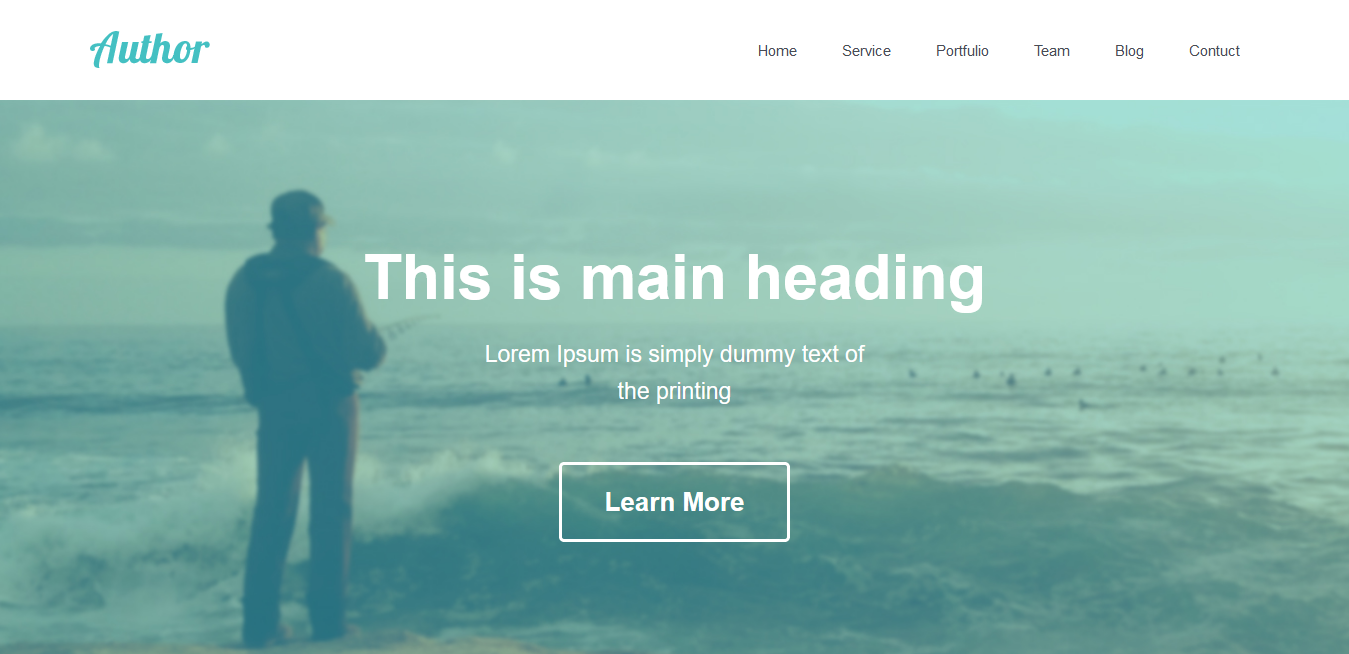 Author
Home Service Portfulio Team Blog Contact
This is main heading
Lorem Ipsum is simply dummy text of
the printing
Learn More